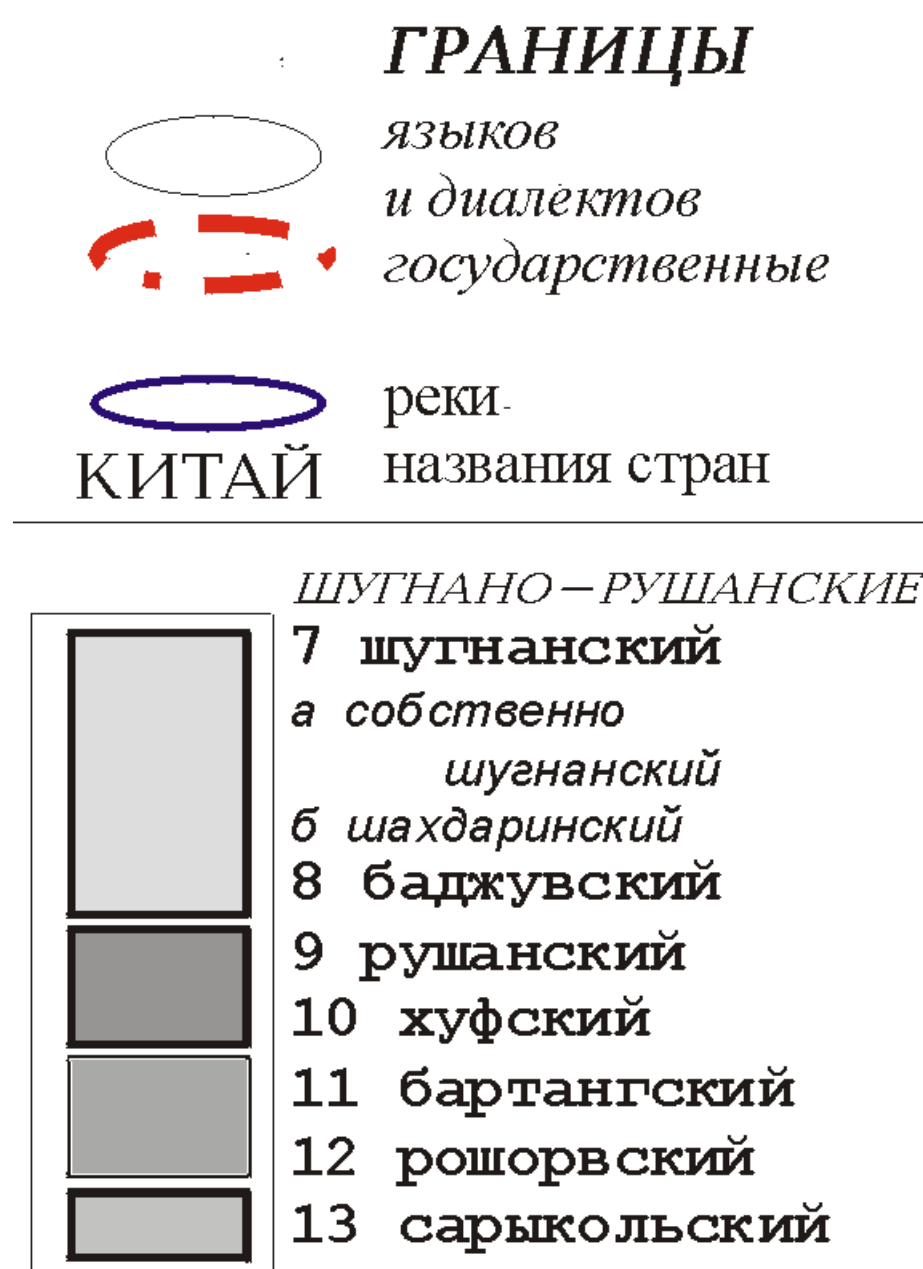 ГРАНИЦЫ
языков
и диалектов
государственные
реки
КИТАЙ названия стран
ШУГНАНО – РУШАНСКИЕ
7 шугнанский
а собственно
шугнанский
б шахдаринский
8 баджувский
9 рушанский
10 хуфский
11 бартангский
12 рошорвский
13 сарыкольский